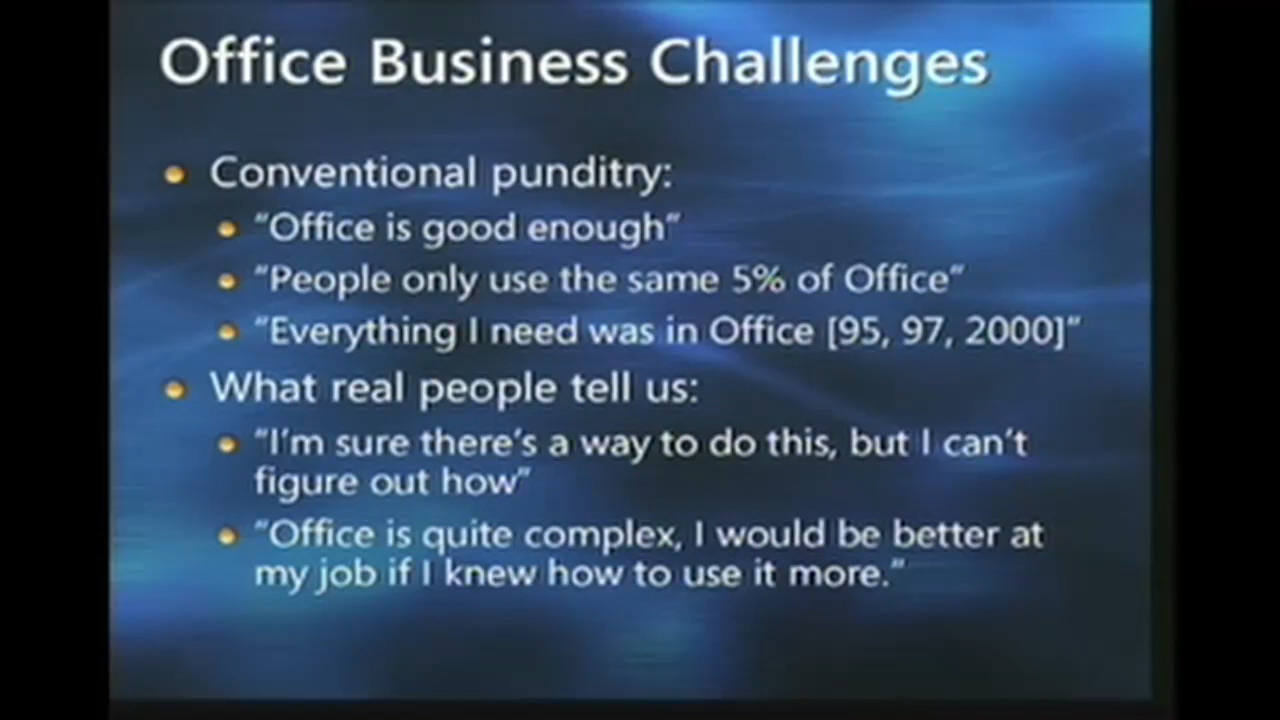 Office Business Challenges
Conventional punditry:
“Office is good enough”
“People only use the same 5% of Office”
“Everything I need was in Office [95, 97, 2000]”
What real people tell us:
“I'm sure there's a way to do this, but I can't
figure out how”
“Office is quite complex, I would be better at
my job if I knew how to use it more.”